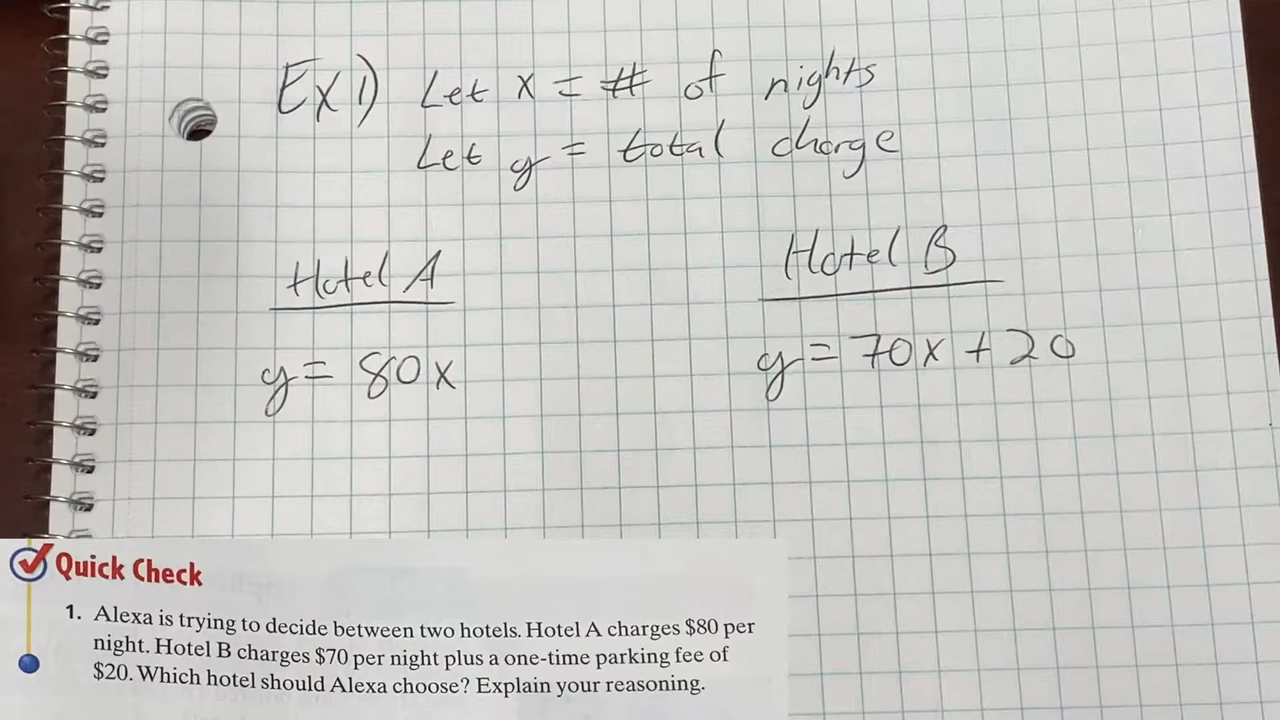 Ex 1) Let x = # of nights
Let y = total charge
Hotel A
Hotel B
y = 80x
y = 70x + 20
Quick Check
1. Alexa is trying to decide between two hotels. Hotel A charges $80 per
night. Hotel B charges $70 per night plus a one-time parking fee of
$20. Which hotel should Alexa choose? Explain your reasoning.